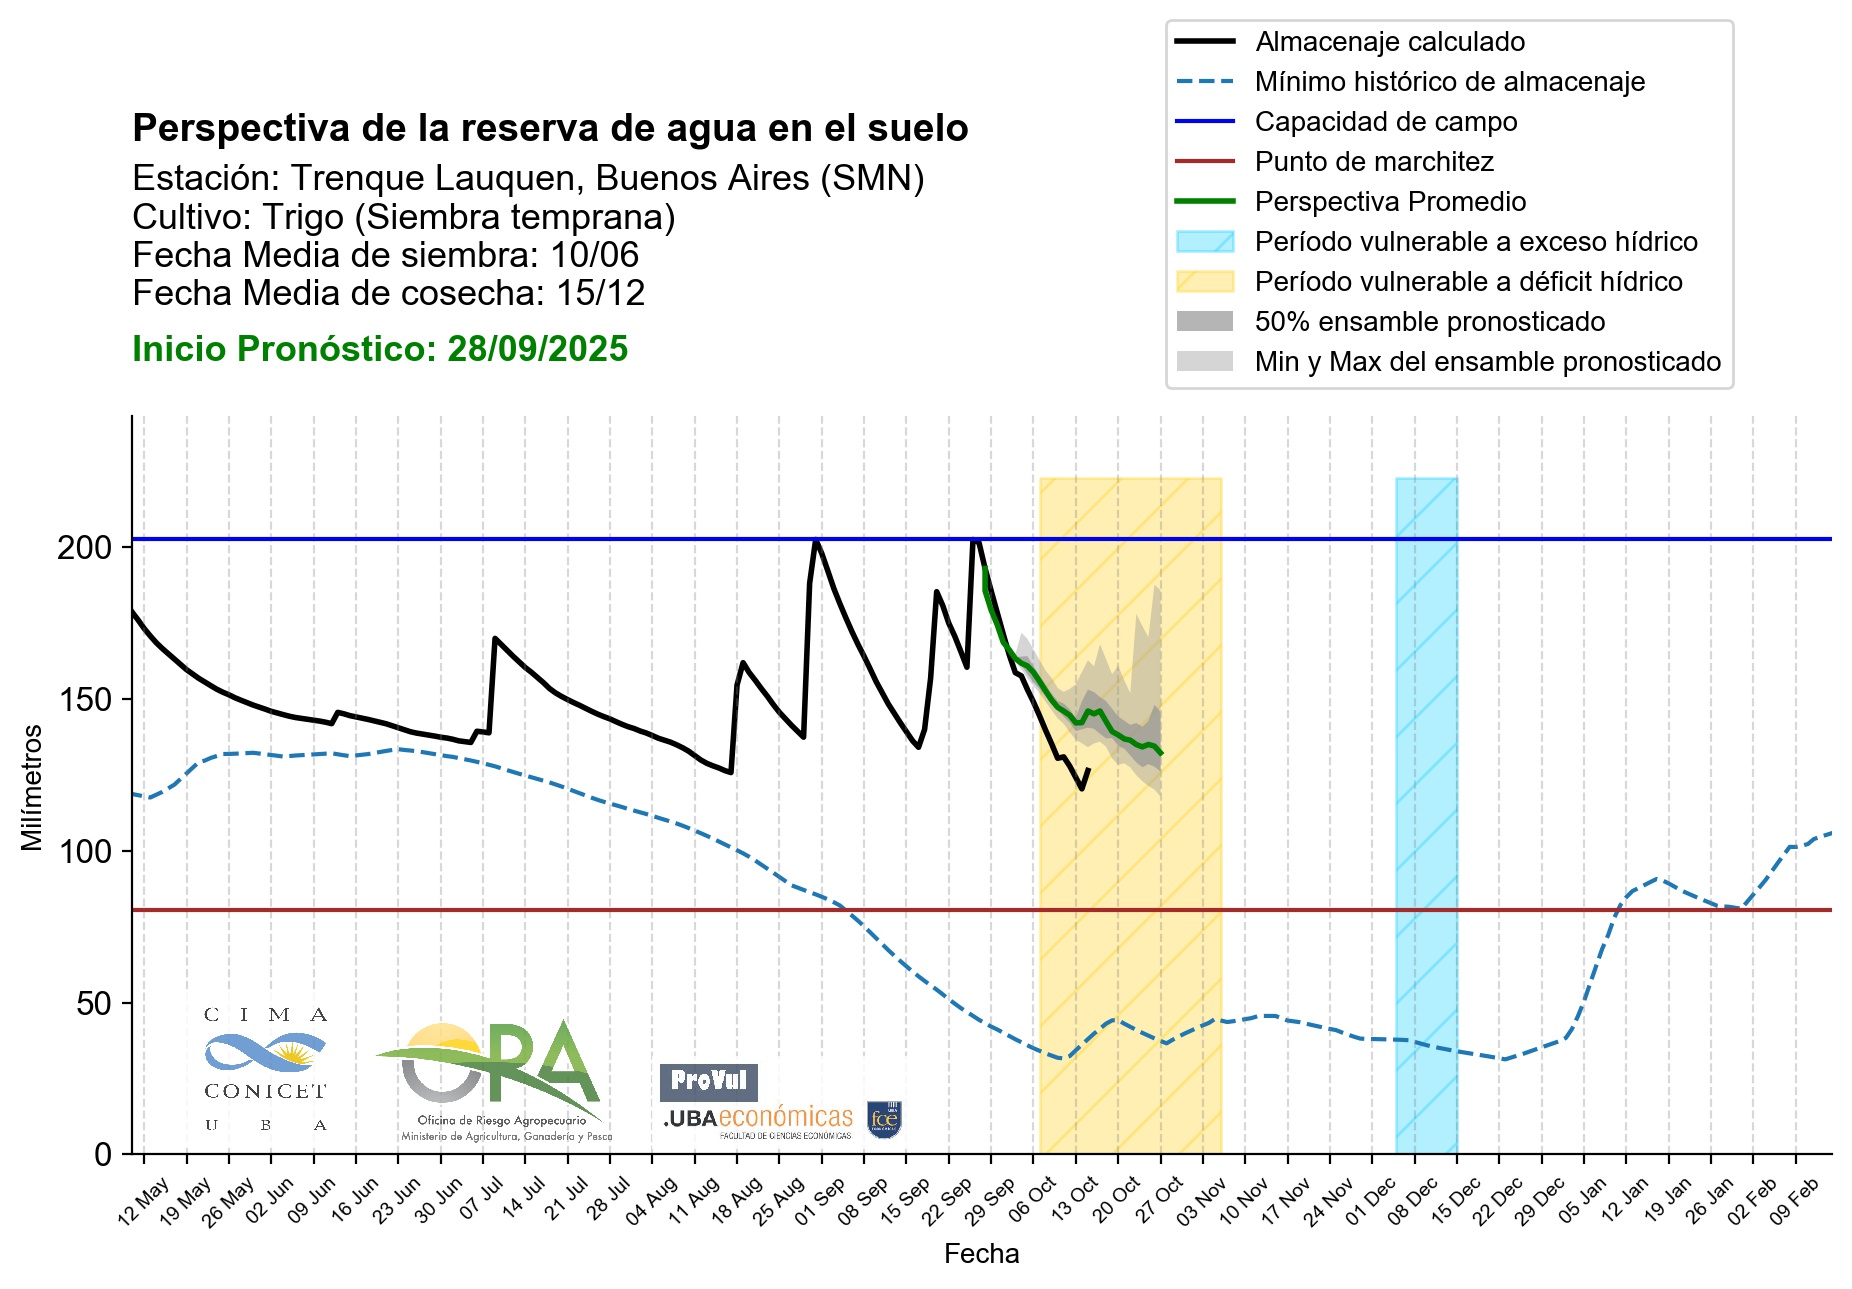 Almacenaje calculado
Mínimo histórico de almacenaje
Capacidad de campo
Punto de marchitez
Perspectiva Promedio
Período vulnerable a exceso hídrico
Período vulnerable a déficit hídrico
50% ensamble pronosticado
Min y Max del ensamble pronosticado
Perspectiva de la reserva de agua en el suelo
Estación: Trenque Lauquen, Buenos Aires (SMN)
Cultivo: Trigo (Siembra temprana)
Fecha Media de siembra: 10/06
Fecha Media de cosecha: 15/12
Inicio Pronóstico: 28/09/2025
Milímetros
200
150
100
50
0
CIMA
CONICET
UBA
ORA
Oficina de Riesgo Agropecuario
Ministerio de Agricultura, Ganadería y Pesca
ProVul
.UBAeconómicas
FACULTAD DE CIENCIAS ECONÓMICAS
UBA
fce
ECONÓMICAS
12 May
19 May
26 May
02 Jun
09 Jun
16 Jun
23 Jun
30 Jun
07 Jul
14 Jul
21 Jul
28 Jul
04 Aug
11 Aug
18 Aug
25 Aug
01 Sep
08 Sep
15 Sep
22 Sep
29 Sep
06 Oct
13 Oct
20 Oct
27 Oct
03 Nov
10 Nov
17 Nov
24 Nov
01 Dec
08 Dec
15 Dec
22 Dec
29 Dec
05 Jan
12 Jan
19 Jan
26 Jan
02 Feb
09 Feb
Fecha